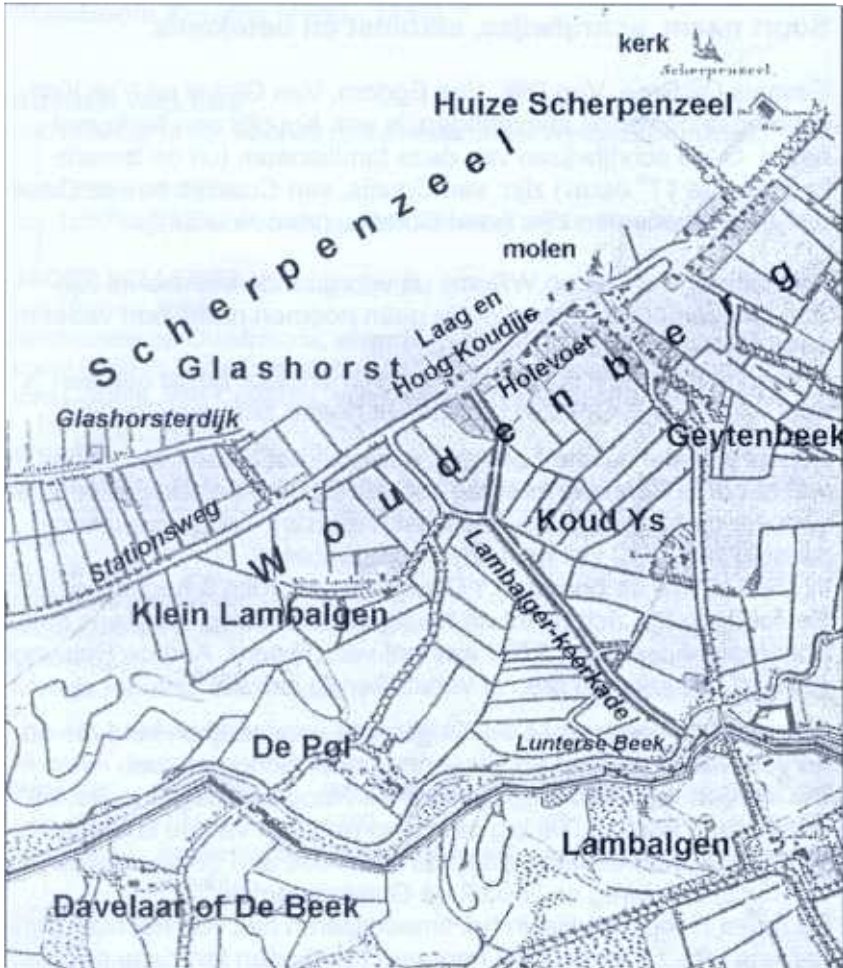 kerk
Scherpenzeel.
Huize Scherpenzeel
Scherpenzeel
molen
Laag en
Hoog Koudijs
Glashorst
Holevoet
Woudenberg
Glashorsterdijk
Geytenbeek
Stationsweg
Koud Ys
Klein Lambalgen
Lambalger-keerkade
De Pol
Lunterse Beek
Lambalgen
Davelaar of De Beek